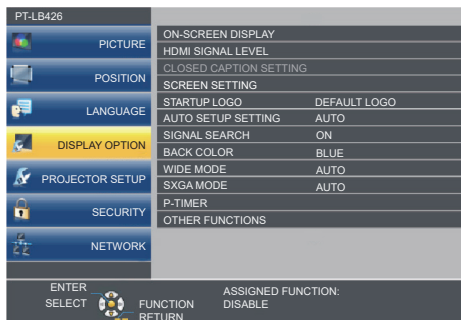 PT-LB426
PICTURE
POSITION
LANGUAGE
DISPLAY OPTION
PROJECTOR SETUP
SECURITY
NETWORK
ON-SCREEN DISPLAY
HDMI SIGNAL LEVEL
CLOSED CAPTION SETTING
SCREEN SETTING
STARTUP LOGO DEFAULT LOGO
AUTO SETUP SETTING AUTO
SIGNAL SEARCH ON
BACK COLOR BLUE
WIDE MODE AUTO
SXGA MODE AUTO
P-TIMER
OTHER FUNCTIONS
ENTER
SELECT
FUNCTION
RETURN
ASSIGNED FUNCTION:
DISABLE